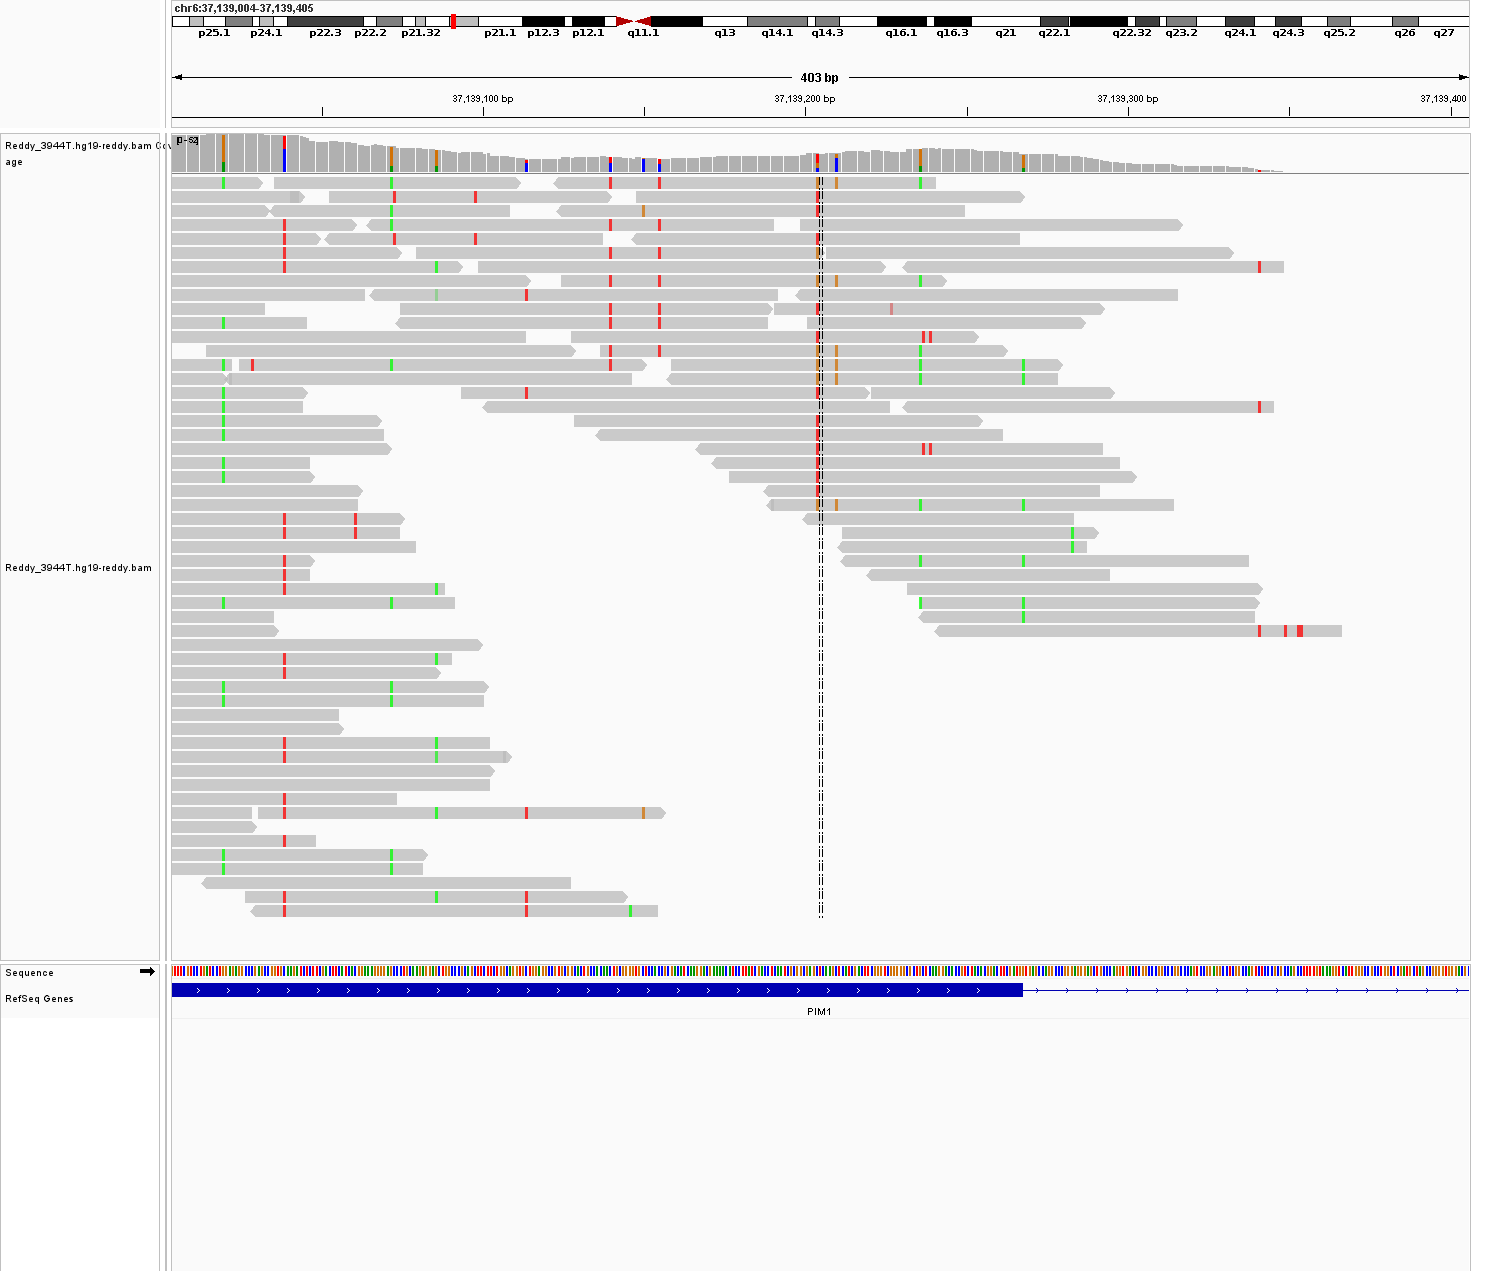 chr6:37,139,004-37,139,405
p25.1 p24.1 p22.3 p22.2 p21.32 p21.1 p12.3 p12.1 q11.1 q13 q14.1 q14.3 q16.1 q16.3 q21 q22.1 q22.32 q23.2 q24.1 q24.3 q25.2 q26 q27
403 bp
37,139,100 bp 37,139,200 bp 37,139,300 bp 37,139,400
Reddy_3944T.hg19-reddy.bam Cov
age
[0 - 52]
Reddy_3944T.hg19-reddy.bam
Sequence
RefSeq Genes
PIM1